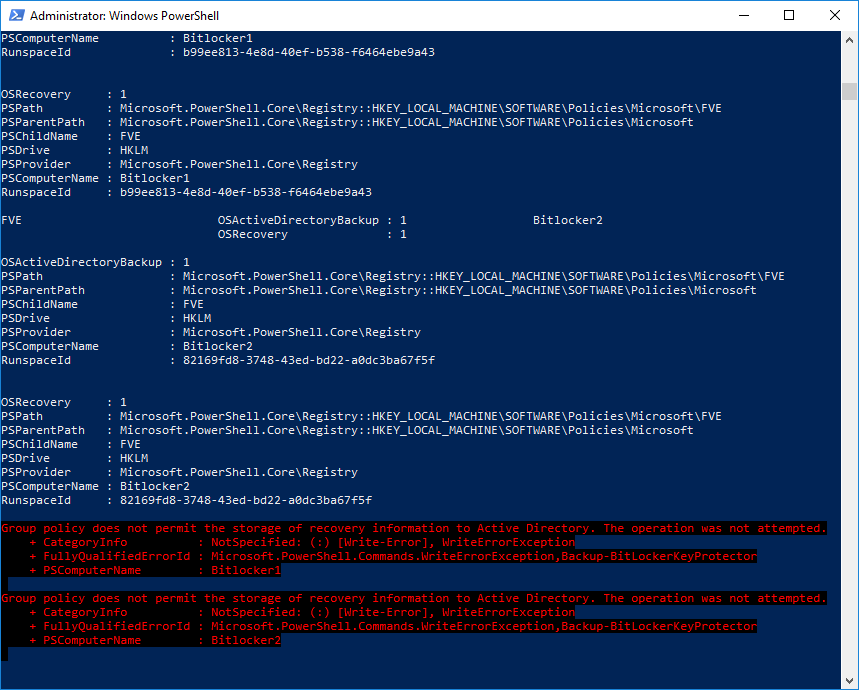 Administrator: Windows PowerShell
PSComputerName          : Bitlocker1
RunspaceId              : b99ee813-4e8d-40ef-b538-f6464ebe9a43
OSRecovery     : 1
PSPath         : Microsoft.PowerShell.Core\Registry::HKEY_LOCAL_MACHINE\SOFTWARE\Policies\Microsoft\FVE
PSParentPath   : Microsoft.PowerShell.Core\Registry::HKEY_LOCAL_MACHINE\SOFTWARE\Policies\Microsoft
PSChildName    : FVE
PSDrive        : HKLM
PSProvider     : Microsoft.PowerShell.Core\Registry
PSComputerName : Bitlocker1
RunspaceId     : b99ee813-4e8d-40ef-b538-f6464ebe9a43
FVE                            OSActiveDirectoryBackup : 1                  Bitlocker2
                               OSRecovery              : 1
OSActiveDirectoryBackup : 1
PSPath                  : Microsoft.PowerShell.Core\Registry::HKEY_LOCAL_MACHINE\SOFTWARE\Policies\Microsoft\FVE
PSParentPath            : Microsoft.PowerShell.Core\Registry::HKEY_LOCAL_MACHINE\SOFTWARE\Policies\Microsoft
PSChildName             : FVE
PSDrive                 : HKLM
PSProvider              : Microsoft.PowerShell.Core\Registry
PSComputerName          : Bitlocker2
RunspaceId              : 82169fd8-3748-43ed-bd22-a0dc3ba67f5f
OSRecovery     : 1
PSPath         : Microsoft.PowerShell.Core\Registry::HKEY_LOCAL_MACHINE\SOFTWARE\Policies\Microsoft\FVE
PSParentPath   : Microsoft.PowerShell.Core\Registry::HKEY_LOCAL_MACHINE\SOFTWARE\Policies\Microsoft
PSChildName    : FVE
PSDrive        : HKLM
PSProvider     : Microsoft.PowerShell.Core\Registry
PSComputerName : Bitlocker2
RunspaceId     : 82169fd8-3748-43ed-bd22-a0dc3ba67f5f
Group policy does not permit the storage of recovery information to Active Directory. The operation was not attempted.
    + CategoryInfo          : NotSpecified: (:) [Write-Error], WriteErrorException
    + FullyQualifiedErrorId : Microsoft.PowerShell.Commands.WriteErrorException,Backup-BitLockerKeyProtector
    + PSComputerName        : Bitlocker1
Group policy does not permit the storage of recovery information to Active Directory. The operation was not attempted.
    + CategoryInfo          : NotSpecified: (:) [Write-Error], WriteErrorException
    + FullyQualifiedErrorId : Microsoft.PowerShell.Commands.WriteErrorException,Backup-BitLockerKeyProtector
    + PSComputerName        : Bitlocker2